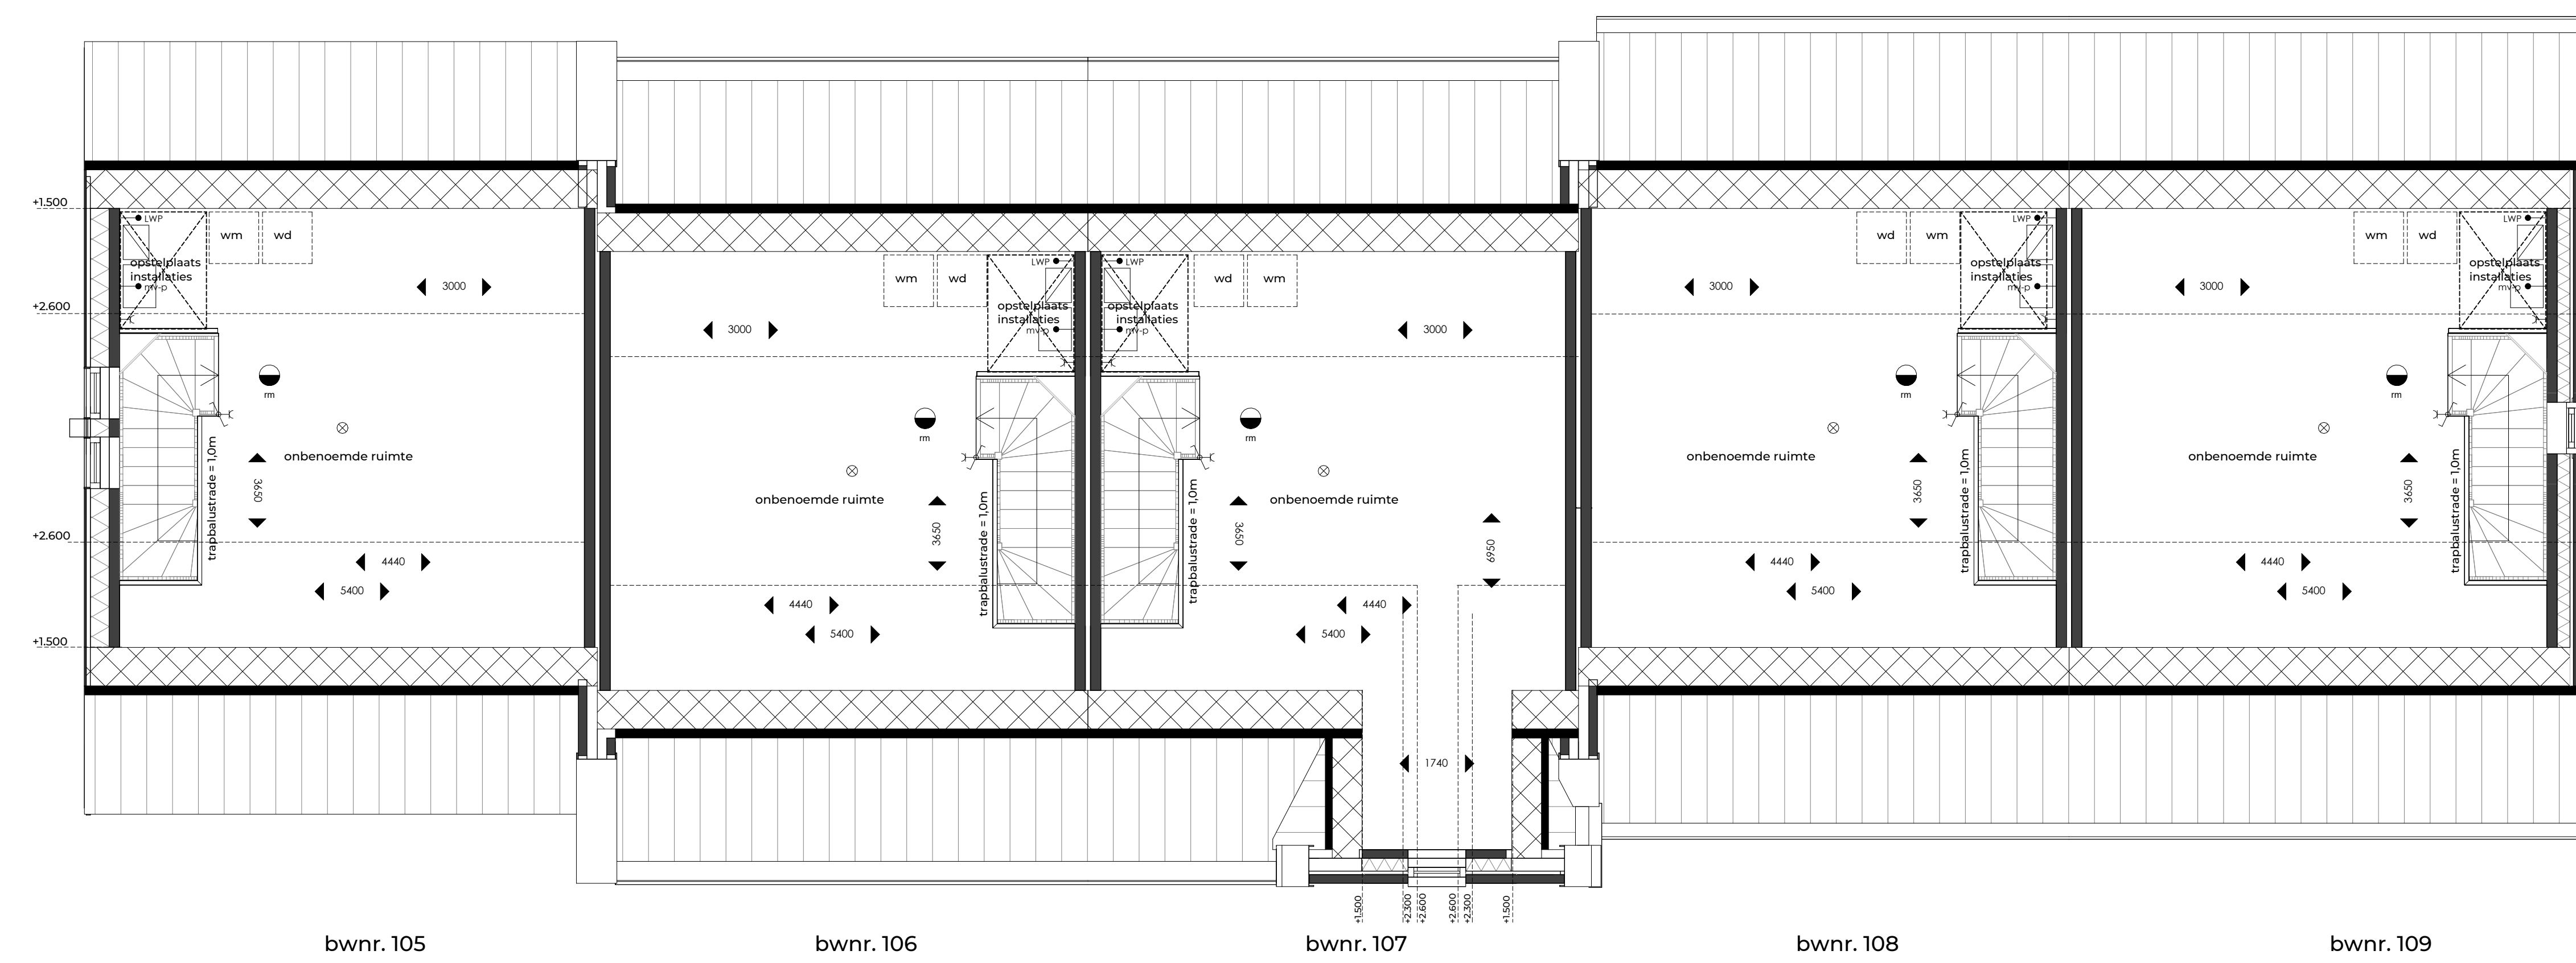 +1.500
+2.600
+2.600
+1.500
LWP
opstelplaats
installaties
mv-p
wm
wd
3000
rm
onbenoemde ruimte
trapbalustrade = 1,0m
3650
4440
5400
wm
wd
LWP
opstelplaats
installaties
mv-p
3000
rm
onbenoemde ruimte
3650
trapbalustrade = 1,0m
4440
5400
LWP
opstelplaats
installaties
mv-p
wd
wm
3000
rm
onbenoemde ruimte
trapbalustrade = 1,0m
3650
6950
4440
5400
1740
+1.500
+2.300
+2.600
+2.600
+2.300
+1.500
wd
wm
LWP
opstelplaats
installaties
mv-p
3000
rm
onbenoemde ruimte
3650
trapbalustrade = 1,0m
4440
5400
wm
wd
LWP
opstelplaats
installaties
mv-p
3000
rm
onbenoemde ruimte
3650
trapbalustrade = 1,0m
4440
5400
bwnr. 105
bwnr. 106
bwnr. 107
bwnr. 108
bwnr. 109